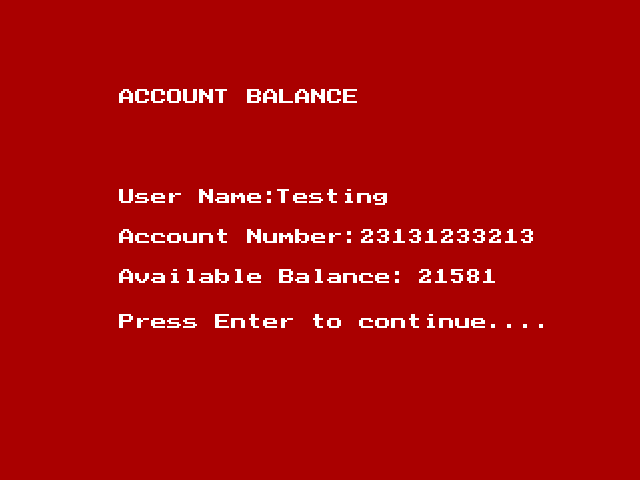 ACCOUNT BALANCE
User Name:Testing
Account Number:23131233213
Available Balance: 21581
Press Enter to continue....